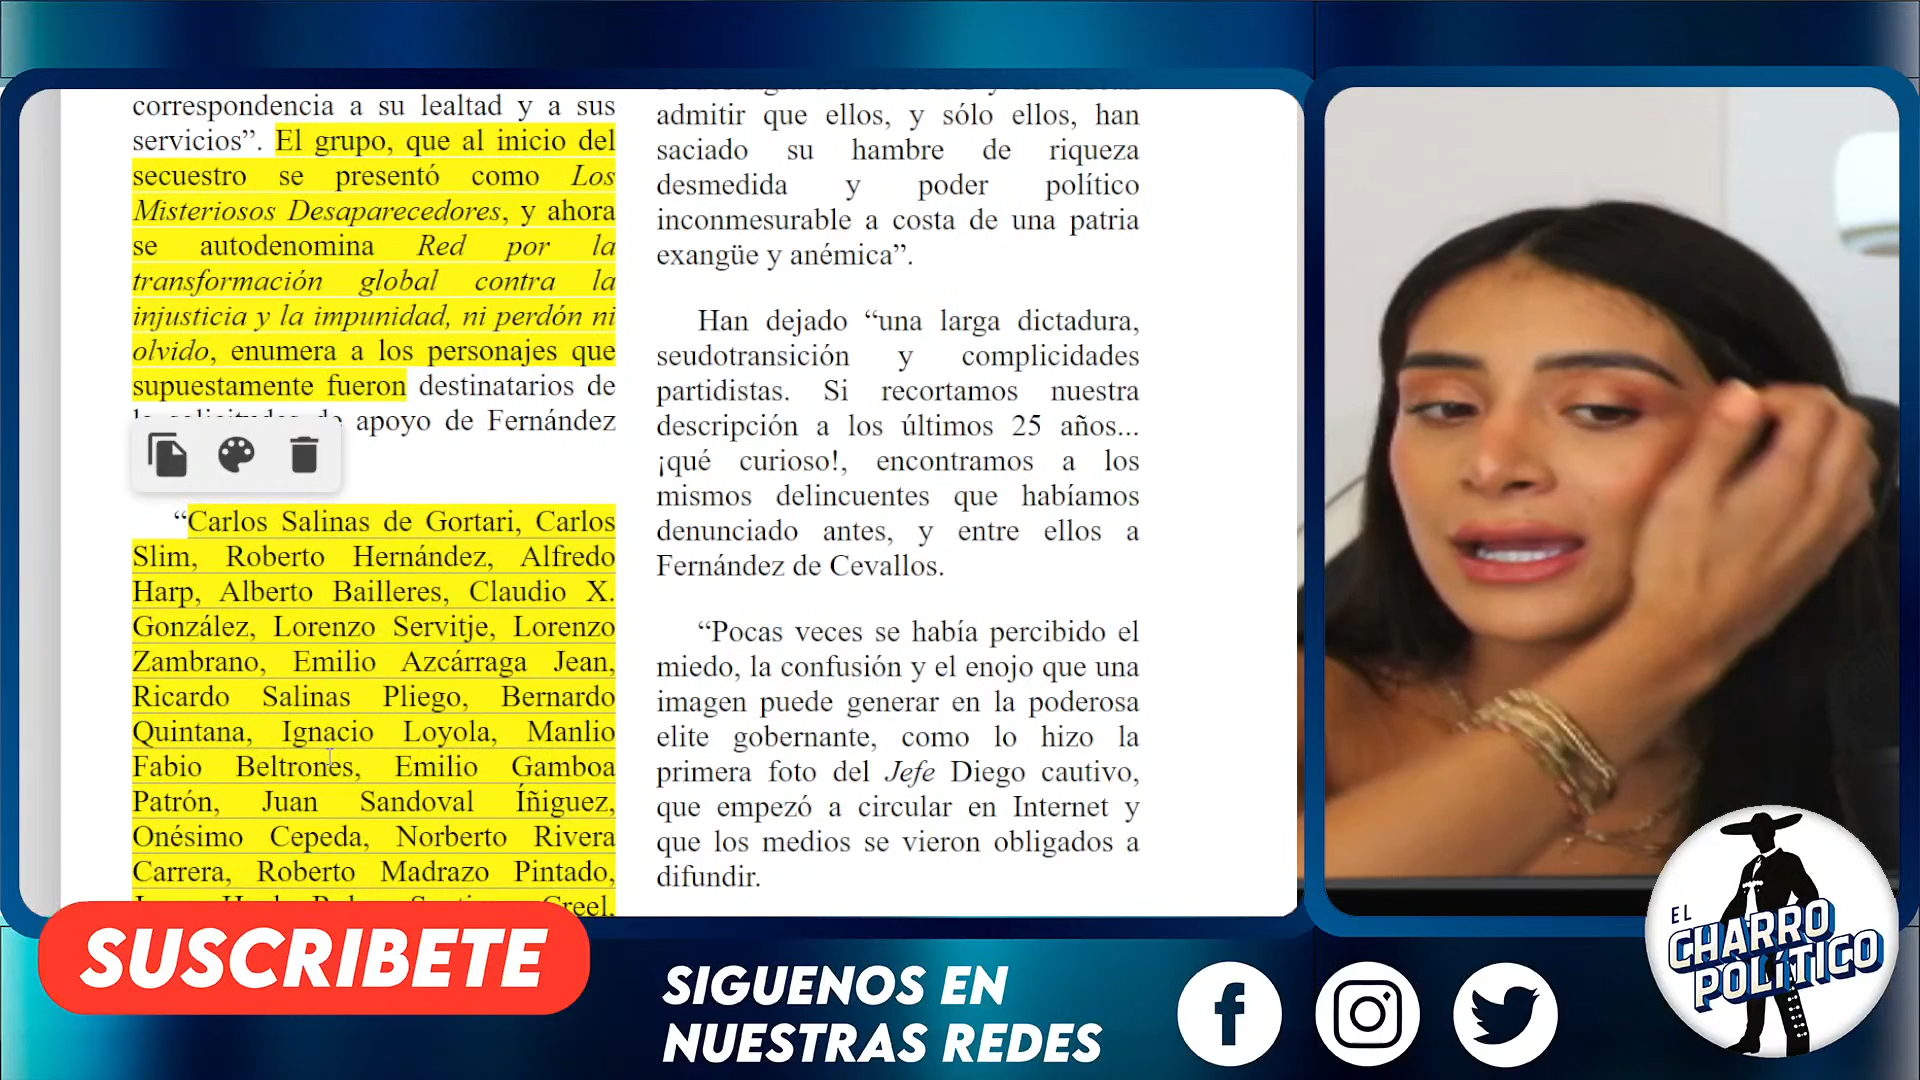 correspondencia a su lealtad y a sus
servicios”. El grupo, que al inicio del
secuestro se presentó como Los
Misteriosos Desaparecedores, y ahora
se autodenomina Red por la
transformación global contra la
injusticia y la impunidad, ni perdón ni
olvido, enumera a los personajes que
supuestamente fueron destinatarios de
apoyo de Fernández
“Carlos Salinas de Gortari, Carlos
Slim, Roberto Hernández, Alfredo
Harp, Alberto Bailleres, Claudio X.
González, Lorenzo Servitje, Lorenzo
Zambrano, Emilio Azcárraga Jean,
Ricardo Salinas Pliego, Bernardo
Quintana, Ignacio Loyola, Manlio
Fabio Beltrones, Emilio Gamboa
Patrón, Juan Sandoval Íñiguez,
Onésimo Cepeda, Norberto Rivera
Carrera, Roberto Madrazo Pintado,
Creel,
admitir que ellos, y sólo ellos, han
saciado su hambre de riqueza
desmedida y poder político
inconmesurable a costa de una patria
exangüe y anémica”.
Han dejado “una larga dictadura,
seudotransición y complicidades
partidistas. Si recortamos nuestra
descripción a los últimos 25 años...
¡qué curioso!, encontramos a los
mismos delincuentes que habíamos
denunciado antes, y entre ellos a
Fernández de Cevallos.
“Pocas veces se había percibido el
miedo, la confusión y el enojo que una
imagen puede generar en la poderosa
elite gobernante, como lo hizo la
primera foto del Jefe Diego cautivo,
que empezó a circular en Internet y
que los medios se vieron obligados a
difundir.
SUSCRIBETE
SIGUENOS EN
NUESTRAS REDES
EL
CHARRO
POLÍTICO